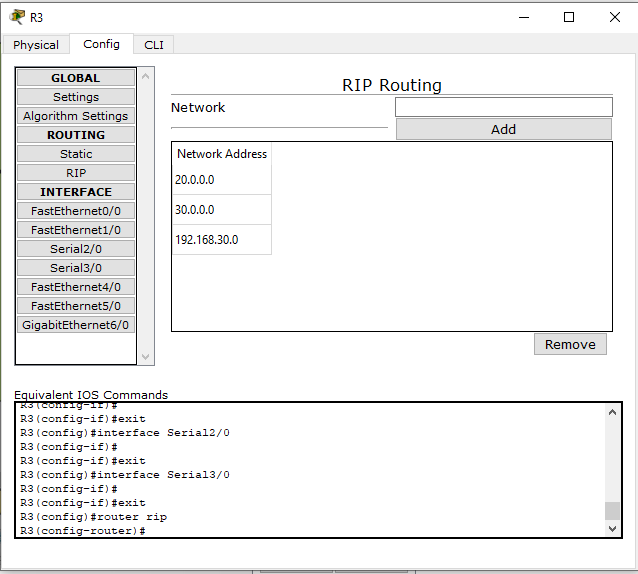 R3
Physical Config CLI
GLOBAL
Settings
Algorithm Settings
ROUTING
Static
RIP
INTERFACE
FastEthernet0/0
FastEthernet1/0
Serial2/0
Serial3/0
FastEthernet4/0
FastEthernet5/0
GigabitEthernet6/0
RIP Routing
Network
Add
Network Address
20.0.0.0
30.0.0.0
192.168.30.0
Remove
Equivalent IOS Commands
R3(config-if)#
R3(config-if)#exit
R3(config)#interface Serial2/0
R3(config-if)#
R3(config-if)#exit
R3(config)#interface Serial3/0
R3(config-if)#
R3(config-if)#exit
R3(config)#router rip
R3(config-router)#